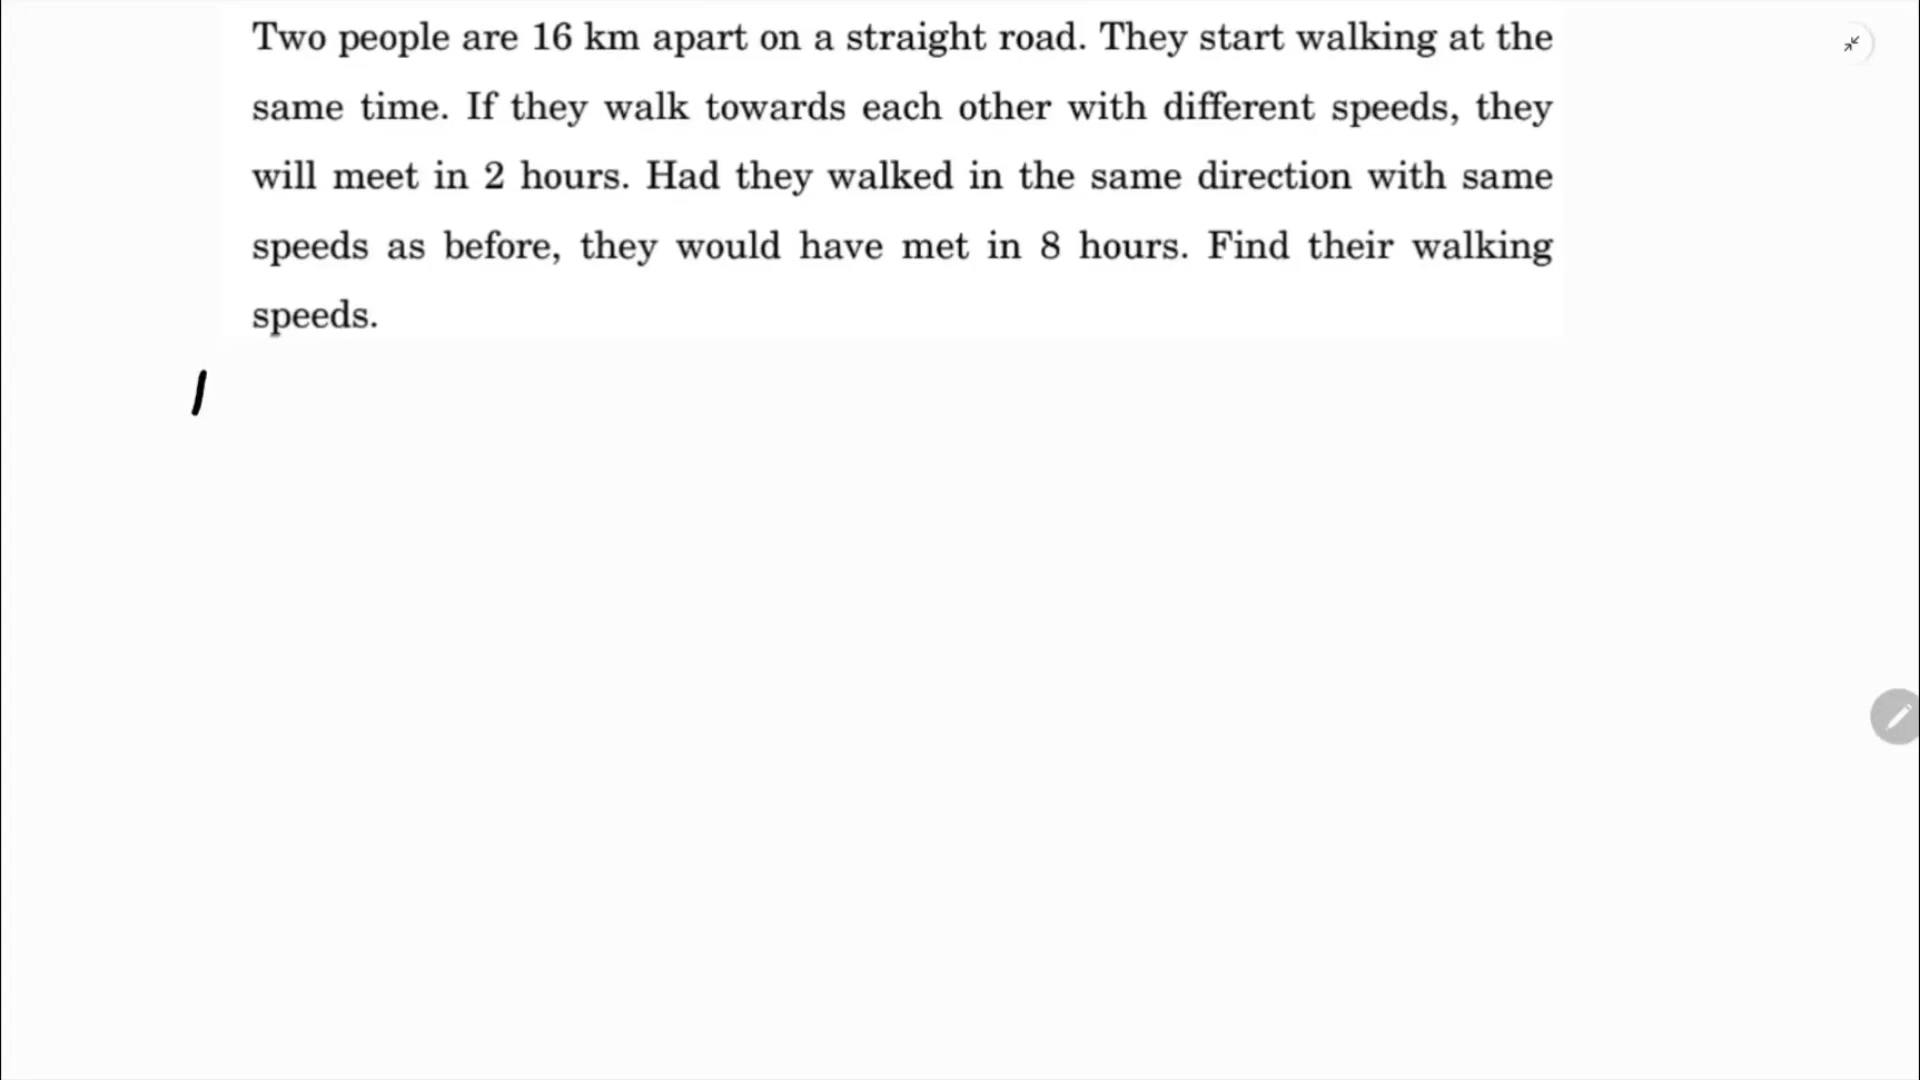 Two people are 16 km apart on a straight road. They start walking at the
same time. If they walk towards each other with different speeds, they
will meet in 2 hours. Had they walked in the same direction with same
speeds as before, they would have met in 8 hours. Find their walking
speeds.